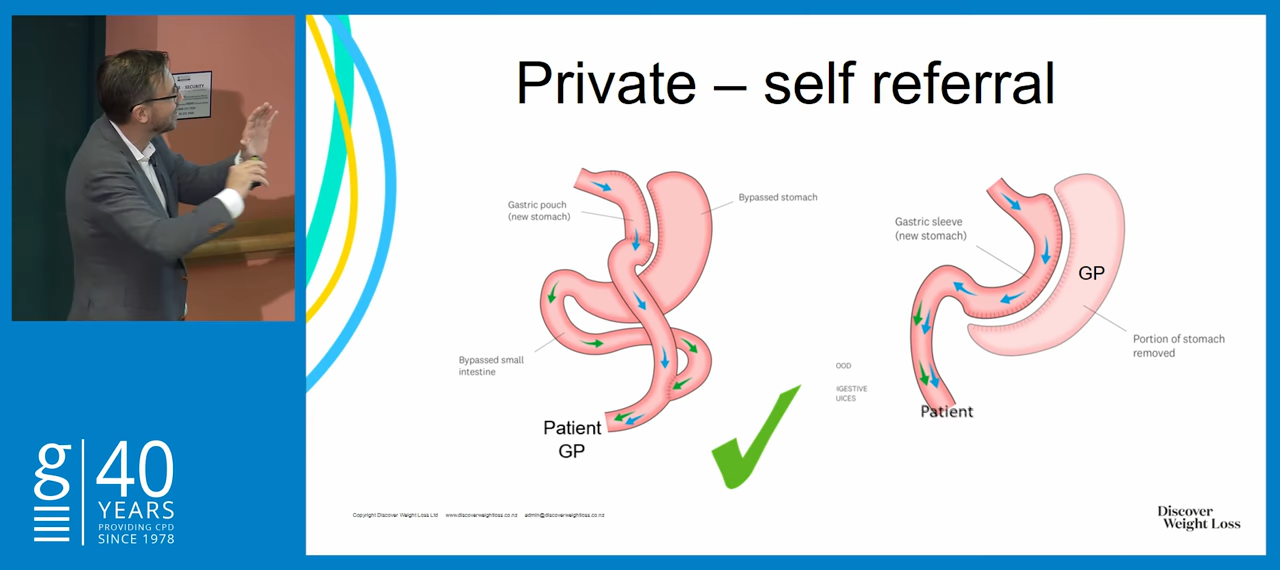 SECURITY
Private – self referral
Gastric pouch
(new stomach)
Bypassed stomach
Bypassed small
intestine
Patient
GP
Gastric sleeve
(new stomach)
GP
Portion of stomach
removed
OOD
IGESTIVE
UICES
Patient
Copyright Discover Weight Loss Ltd www.discoverweightloss.co.nz admin@discoverweightloss.co.nz
Discover
Weight Loss
g 40
YEARS
PROVIDING CPD
SINCE 1978